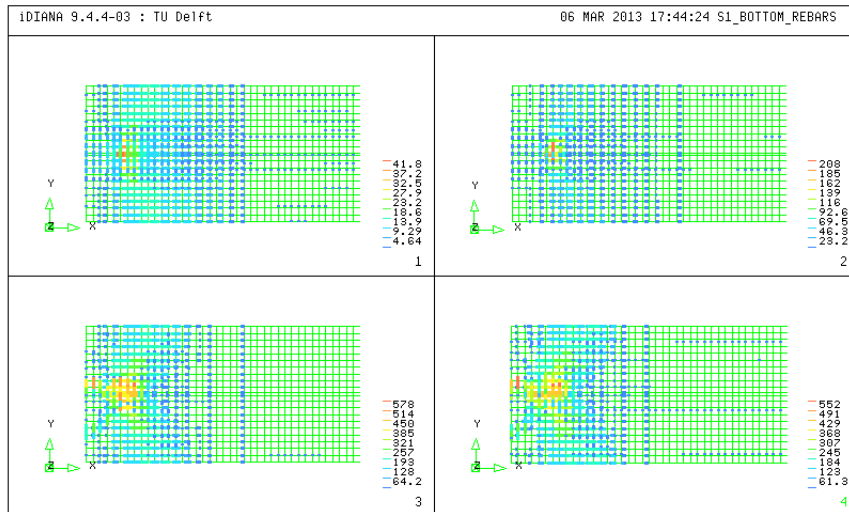 iDIANA 9.4.4-03 : TU Delft
06 MAR 2013 17:44:24 S1_BOTTOM_REBARS
41.8
37.2
32.5
27.9
23.2
18.6
13.9
9.29
4.64
Y
Z
X
1
208
185
162
139
116
92.6
69.5
46.3
23.2
Y
Z
X
2
578
514
450
385
321
257
193
128
64.2
Y
Z
X
3
552
491
429
368
307
245
184
123
61.3
Y
Z
X
4